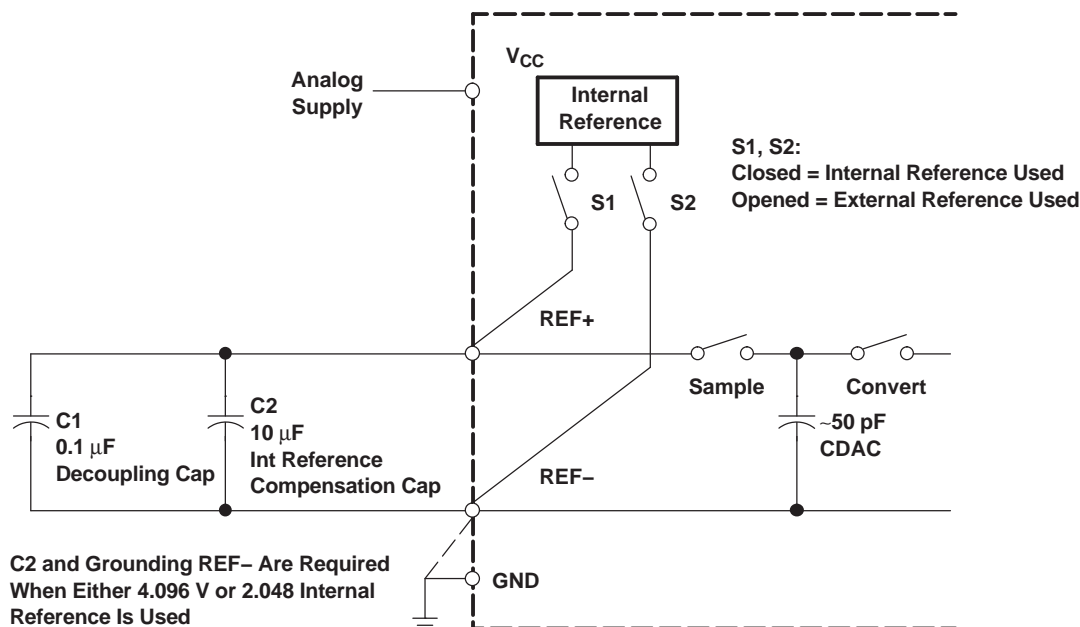 V_CC
Analog
Supply
Internal
Reference
S1, S2:
Closed = Internal Reference Used
Opened = External Reference Used
S1
S2
REF+
Sample
Convert
C1
0.1 μF
Decoupling Cap
C2
10 μF
Int Reference
Compensation Cap
~50 pF
CDAC
REF−
C2 and Grounding REF− Are Required
When Either 4.096 V or 2.048 Internal
Reference Is Used
GND